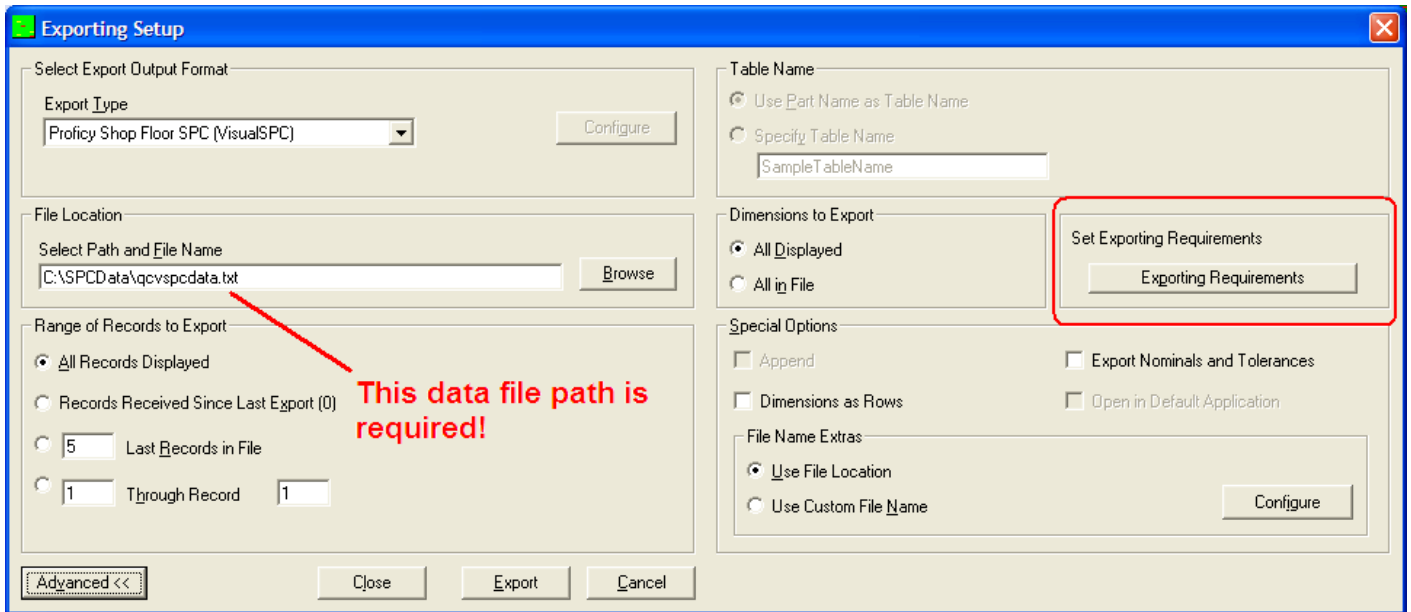 Exporting Setup
Select Export Output Format
Export Type
Proficy Shop Floor SPC (VisualSPC)
Configure
File Location
Select Path and File Name
C:\SPCData\qcvspcdata.txt
Browse
Range of Records to Export
All Records Displayed
Records Received Since Last Export (0)
5 Last Records in File
1 Through Record 1
This data file path is
required!
Table Name
Use Part Name as Table Name
Specify Table Name
SampleTableName
Dimensions to Export
All Displayed
All in File
Set Exporting Requirements
Exporting Requirements
Special Options
Append
Export Nominals and Tolerances
Dimensions as Rows
Open in Default Application
File Name Extras
Use File Location
Use Custom File Name
Configure
Advanced <<
Close
Export
Cancel